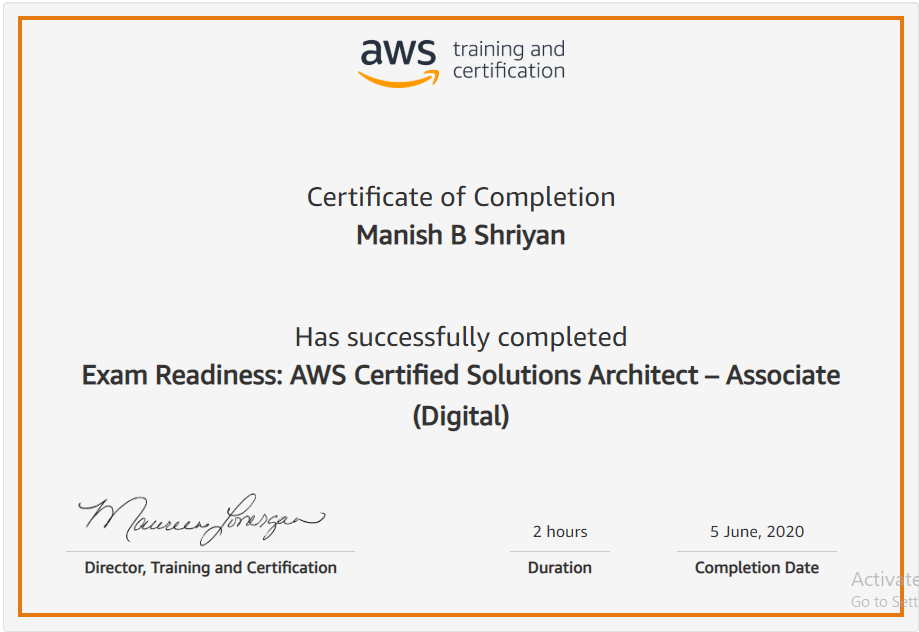 aws training and
certification
Certificate of Completion
Manish B Shriyan
Has successfully completed
Exam Readiness: AWS Certified Solutions Architect – Associate
(Digital)
Maureen Lonergan
2 hours
5 June, 2020
Director, Training and Certification
Duration
Completion Date
Activate
Go to Sett